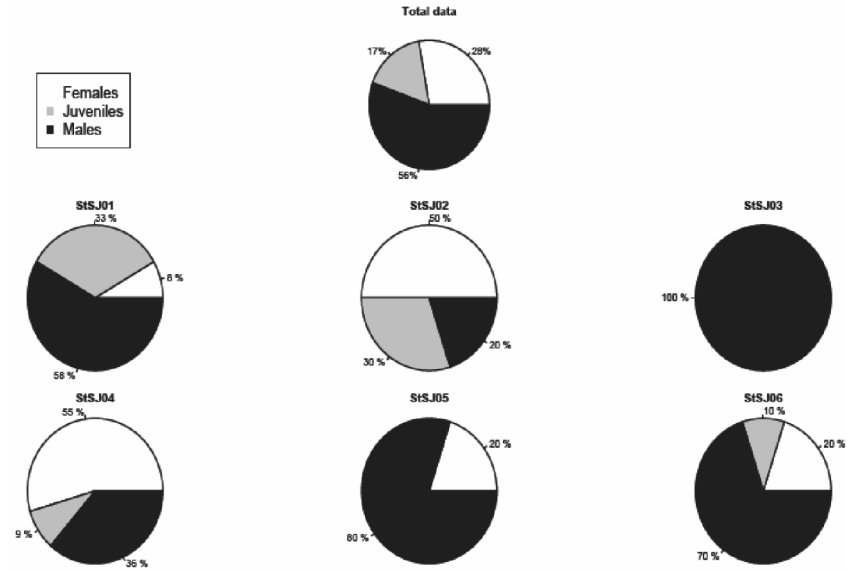 Total data
17%
28%
56%
Females
Juveniles
Males
StSJ01
33 %
8 %
58 %
StSJ02
50 %
20 %
30 %
StSJ03
100 %
StSJ04
55 %
9 %
36 %
StSJ05
20 %
80 %
StSJ06
10 %
20 %
70 %